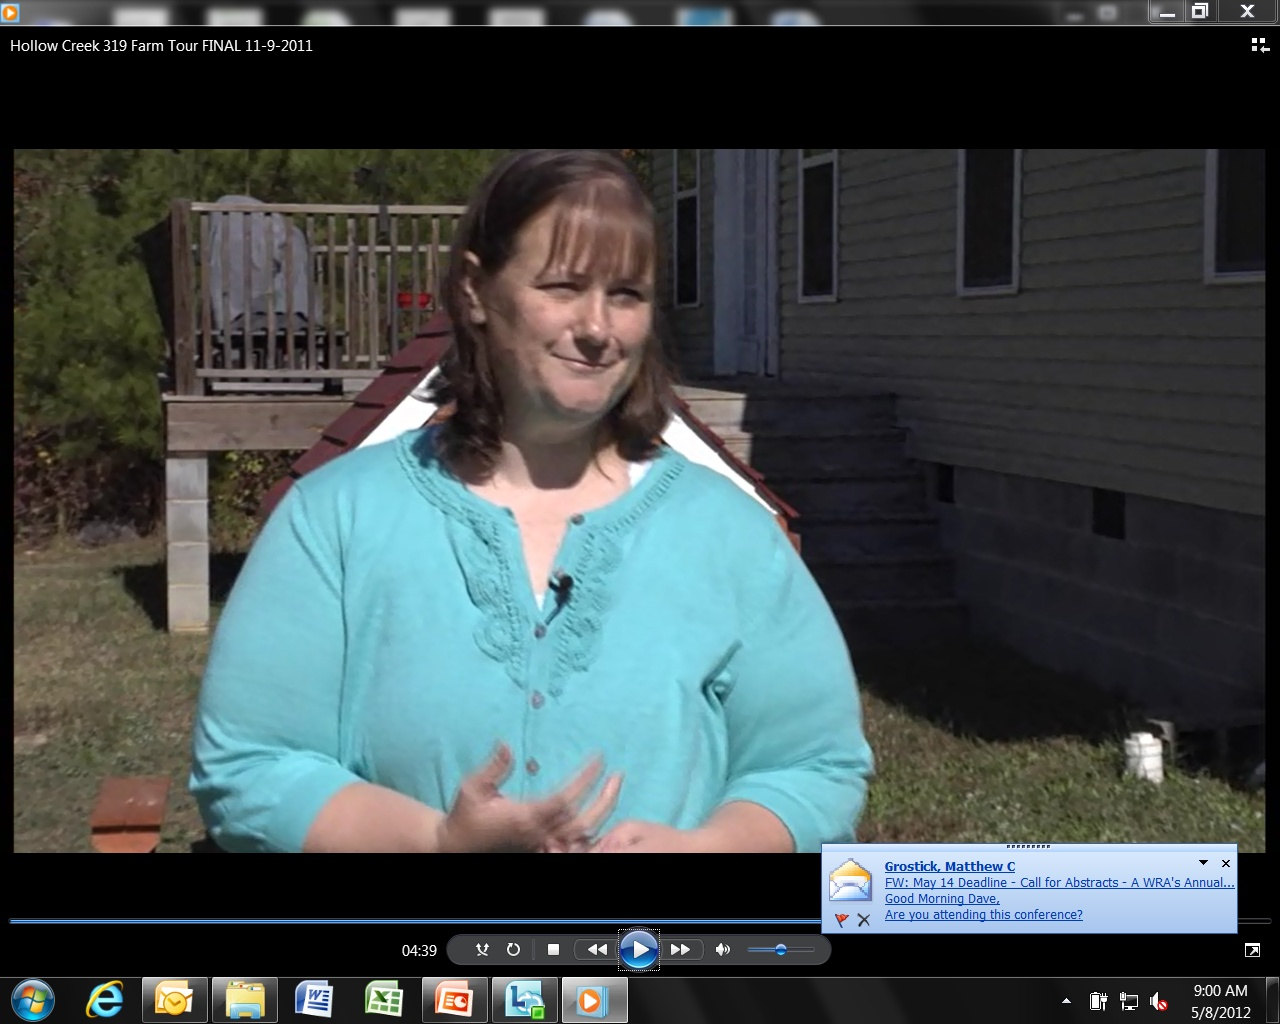 Hollow Creek 319 Farm Tour FINAL 11-9-2011
Grostick, Matthew C
FW: May 14 Deadline - Call for Abstracts - A WRA's Annual...
Good Morning Dave,
Are you attending this conference?
04:39
9:00 AM
5/8/2012